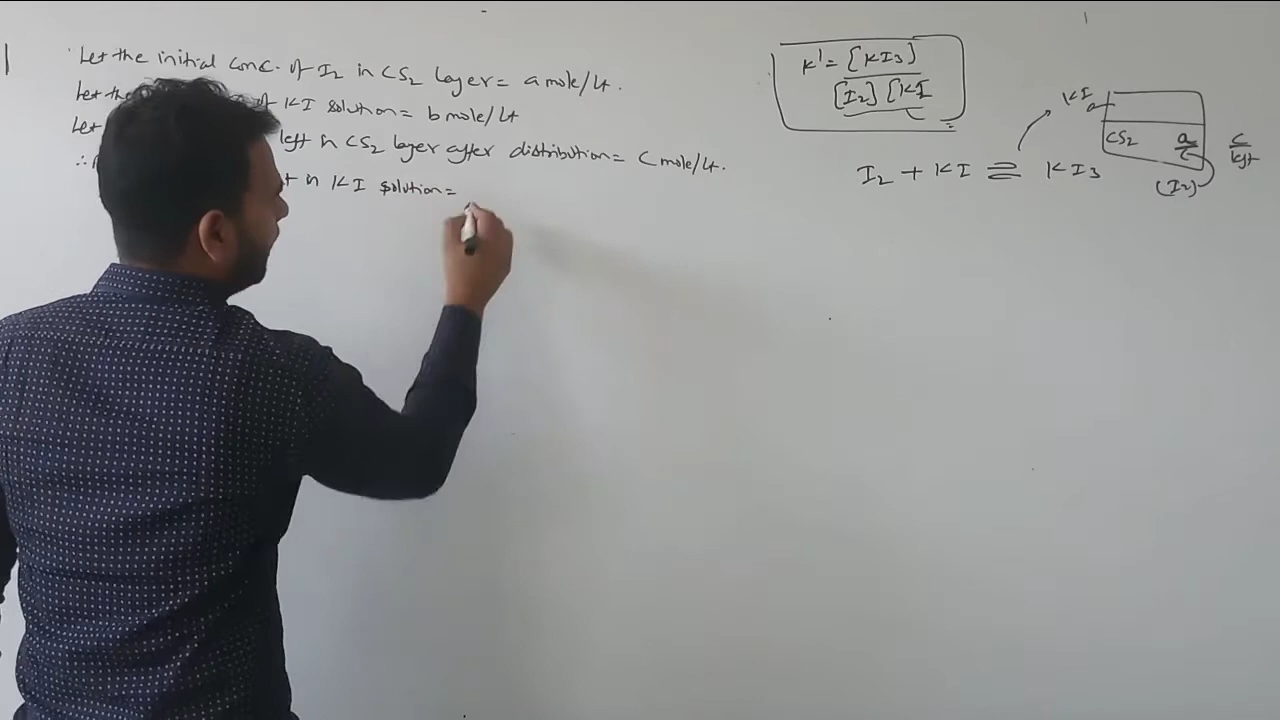 Let the initial conc. of I2 in CS2 layer = a mole/Lt.
Let the of KI solution = b mole/Lt
Let left in CS2 layer after distribution = C mole/Lt.
∴ in KI solution =
K' = [KI3]
[I2] [KI
I2 + KI ⇌ KI3
KI
CS2
a
c
(I2)
C
left